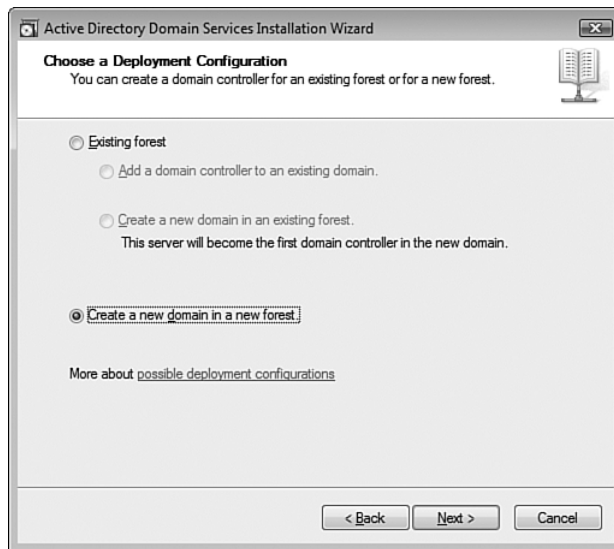 Active Directory Domain Services Installation Wizard
Choose a Deployment Configuration
You can create a domain controller for an existing forest or for a new forest.
Existing forest
Add a domain controller to an existing domain.
Create a new domain in an existing forest.
This server will become the first domain controller in the new domain.
Create a new domain in a new forest.
More about possible deployment configurations
< Back Next > Cancel